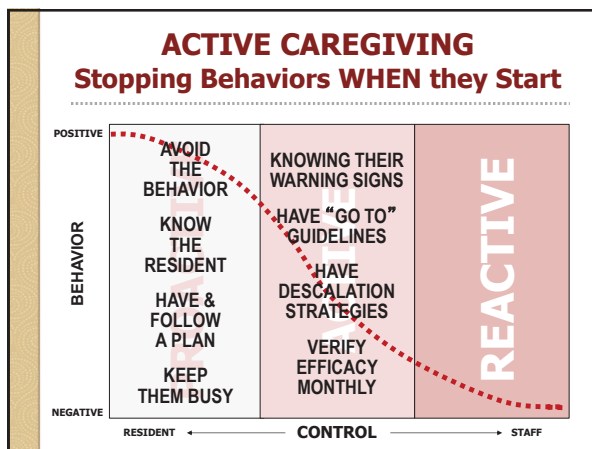 ACTIVE CAREGIVING
Stopping Behaviors WHEN they Start
POSITIVE
BEHAVIOR
NEGATIVE
PROACTIVE
AVOID
THE
BEHAVIOR
KNOW
THE
RESIDENT
HAVE &
FOLLOW
A PLAN
KEEP
THEM BUSY
ACTIVE
KNOWING THEIR
WARNING SIGNS
HAVE “GO TO”
GUIDELINES
HAVE
DESCALATION
STRATEGIES
VERIFY
EFFICACY
MONTHLY
REACTIVE
RESIDENT
CONTROL
STAFF